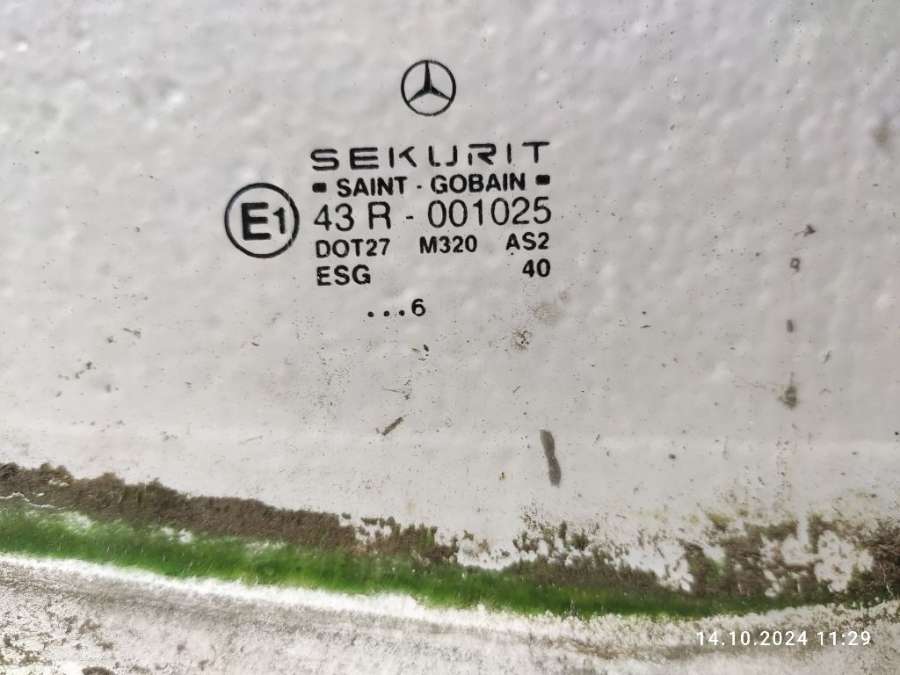 SEKURIT
SAINT - GOBAIN
E1
43 R - 001025
DOT27 M320 AS2
ESG 40
...6
14.10.2024 11:29